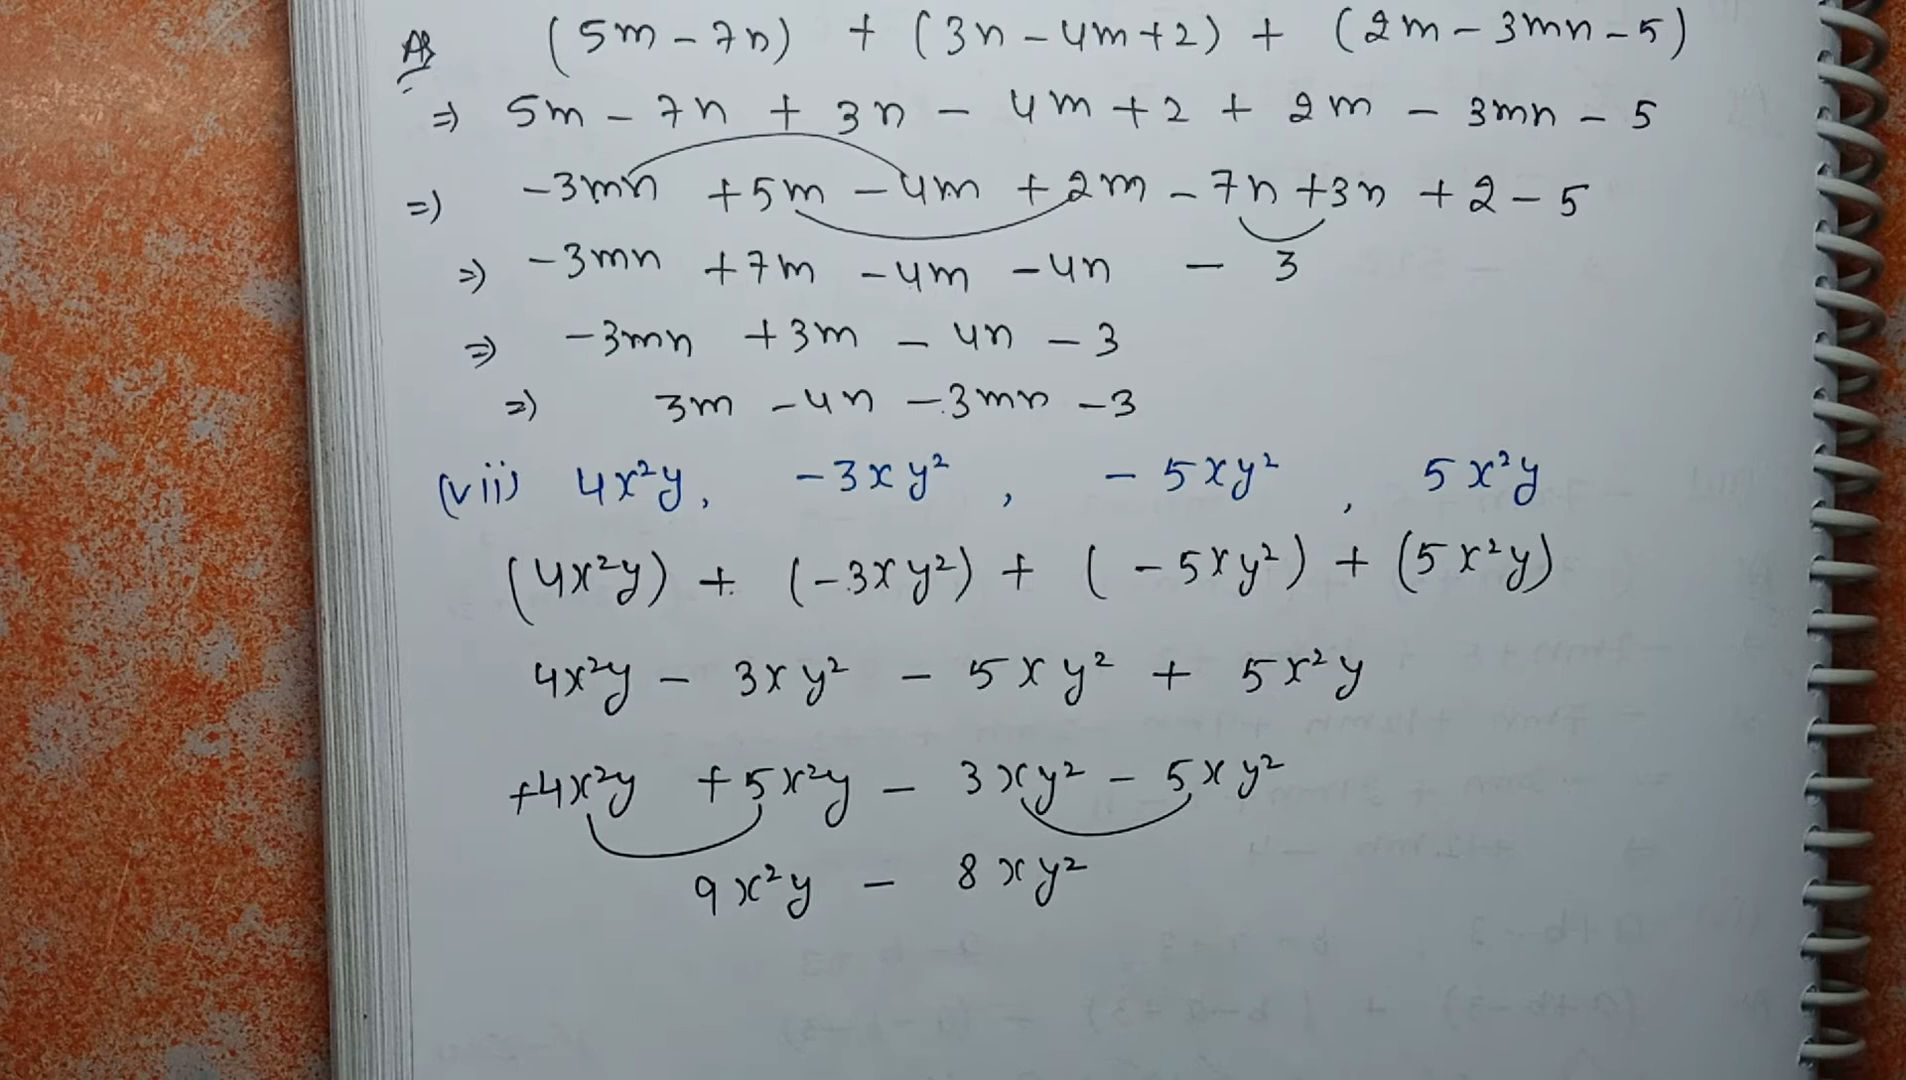 As (5m - 7n) + (3n - 4m + 2) + (2m - 3mn - 5)
⇒ 5m - 7n + 3n - 4m + 2 + 2m - 3mn - 5
⇒ -3mn +5m - 4m + 2m - 7n + 3n + 2 - 5
⇒ -3mn +7m - 4m - 4n - 3
⇒ -3mn +3m - 4n - 3
⇒ 3m - 4n - 3mn - 3
(vii) 4x²y, -3xy², -5xy², 5x²y
(4x²y) + (-3xy²) + (-5xy²) + (5x²y)
4x²y - 3xy² - 5xy² + 5x²y
+4x²y +5x²y - 3xy² - 5xy²
9x²y - 8xy²